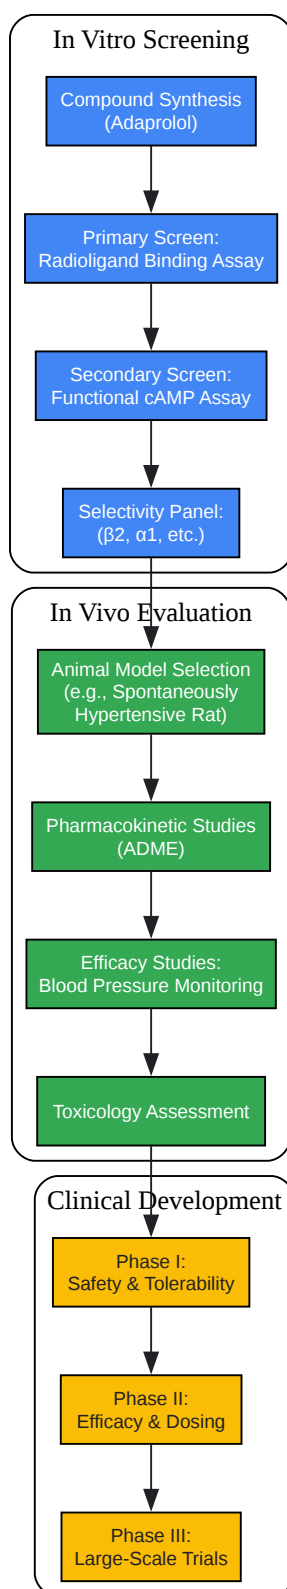 In Vitro Screening
Compound Synthesis
(Adaprolol)
Primary Screen:
Radioligand Binding Assay
Secondary Screen:
Functional cAMP Assay
Selectivity Panel:
(β2, α1, etc.)
In Vivo Evaluation
Animal Model Selection
(e.g., Spontaneously
Hypertensive Rat)
Pharmacokinetic Studies
(ADME)
Efficacy Studies:
Blood Pressure Monitoring
Toxicology Assessment
Clinical Development
Phase I:
Safety & Tolerability
Phase II:
Efficacy & Dosing
Phase III:
Large-Scale Trials